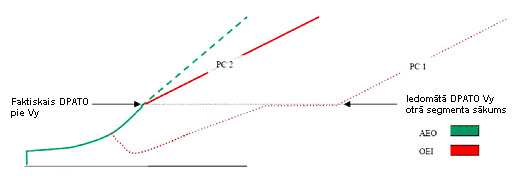 PC 2
PC 1
Faktiskais DPATO
pie Vy
Iedomātā DPATO Vy
otrā segmenta sākums
AEO
OEI